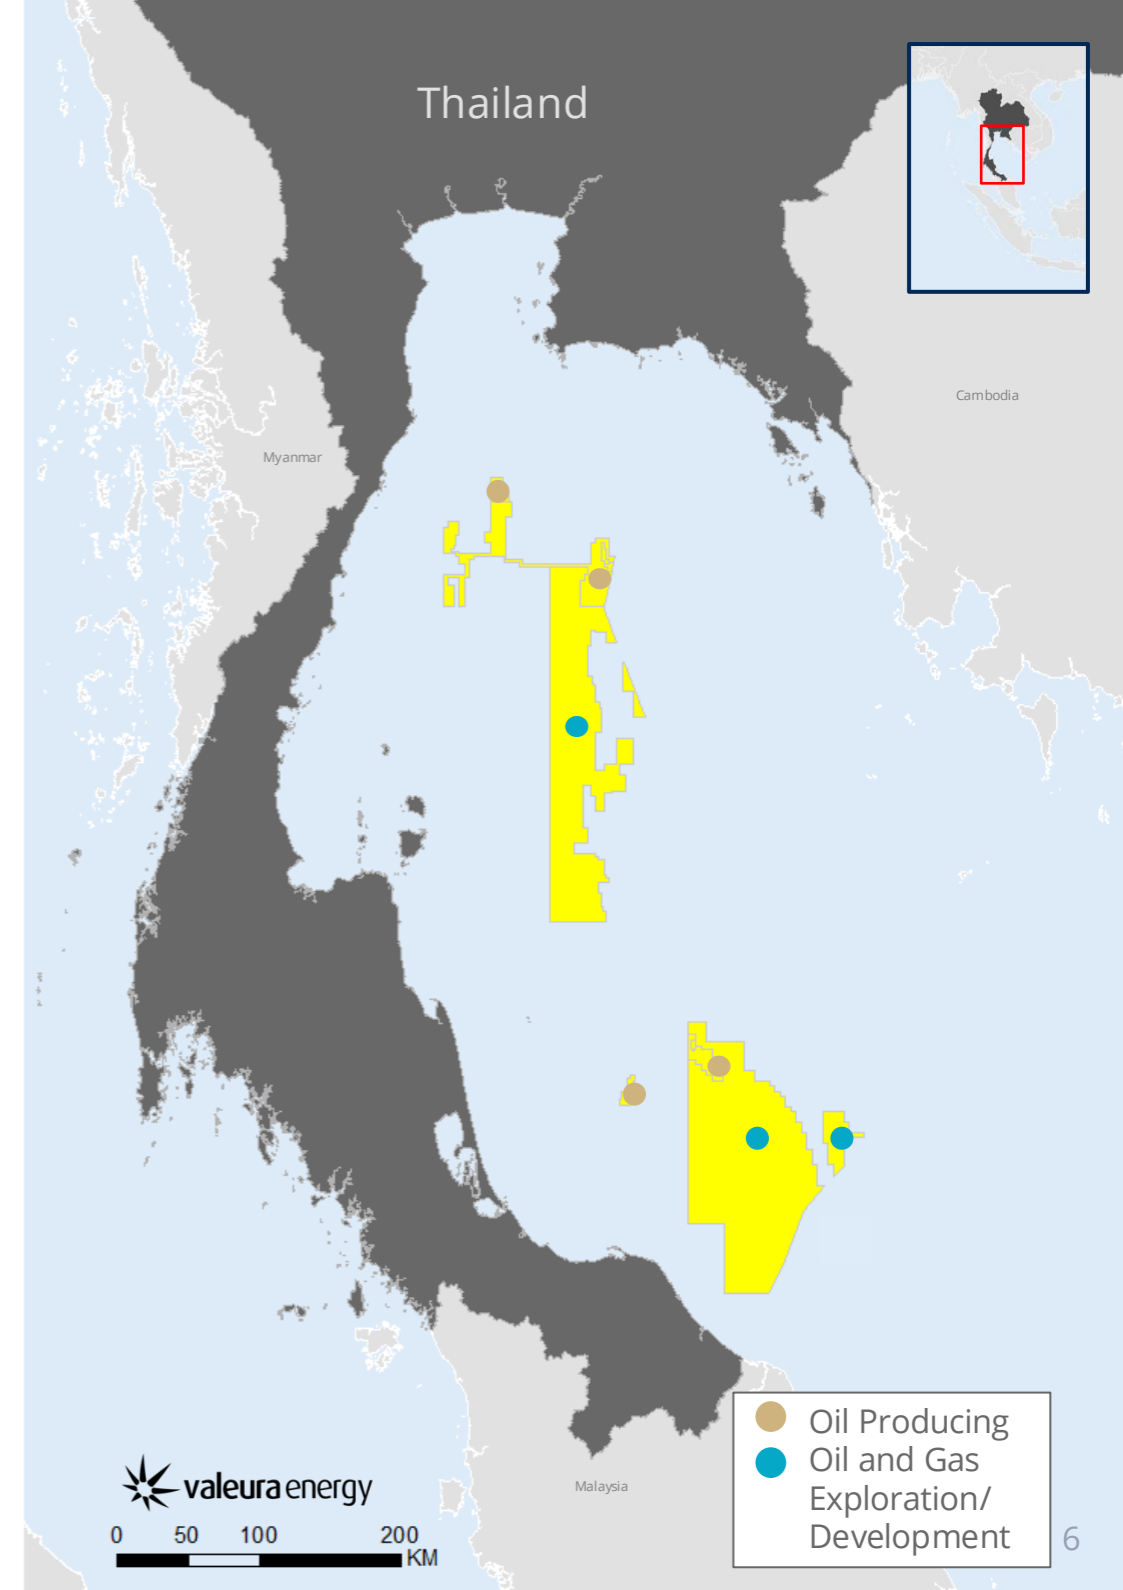 Thailand
Cambodia
Myanmar
Oil Producing
Oil and Gas
Exploration/
Development
Malaysia
valeura energy
0 50 100 200
KM
6